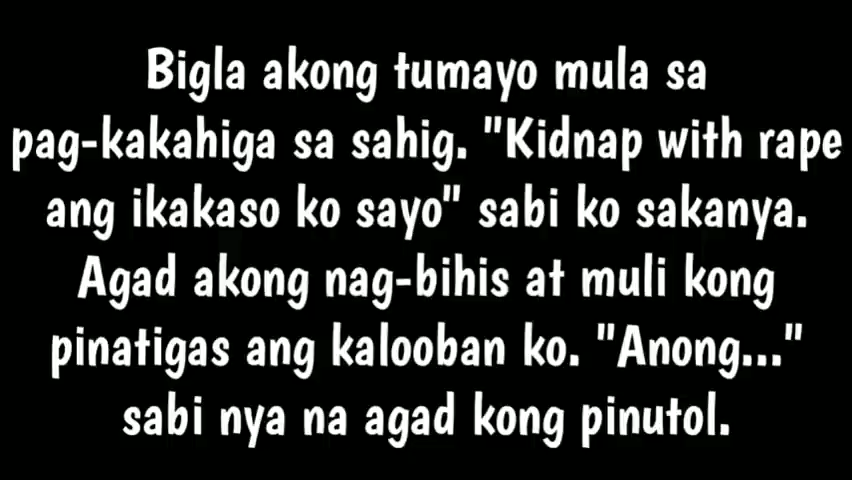 Bigla akong tumayo mula sa
pag-kakahiga sa sahig. "Kidnap with rape
ang ikakaso ko sayo" sabi ko sakanya.
Agad akong nag-bihis at muli kong
pinatigas ang kalooban ko. "Anong..."
sabi nya na agad kong pinutol.